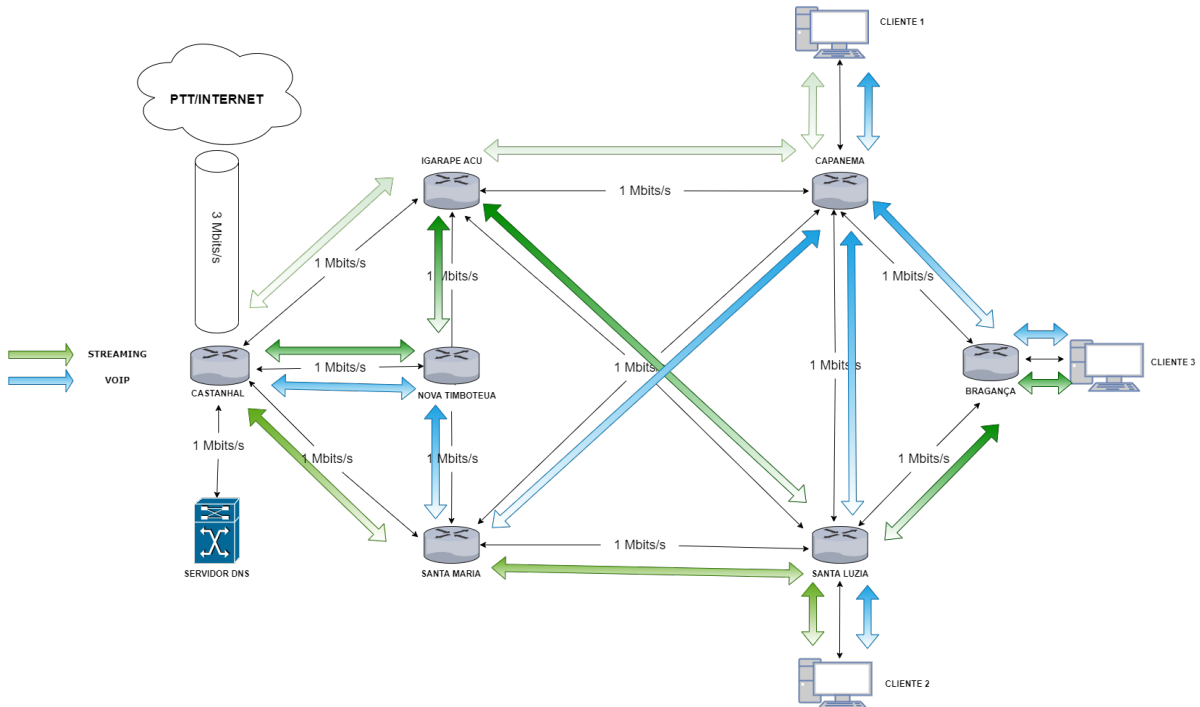 CLIENTE 1
PTT/INTERNET
IGARAPE ACU
CAPANEMA
1 Mbits/s
3 Mbits/s
1 Mbits/s
1 Mbits/s
1 Mbits/s
STREAMING
VOIP
1 Mbits/s
1 Mbits/s
1 Mbits/s
CLIENTE 3
CASTANHAL
NOVA TIMBOTEUA
BRAGANÇA
1 Mbits/s
1 Mbits/s
1 Mbits/s
1 Mbits/s
1 Mbits/s
SERVIDOR DNS
SANTA MARIA
SANTA LUZIA
CLIENTE 2